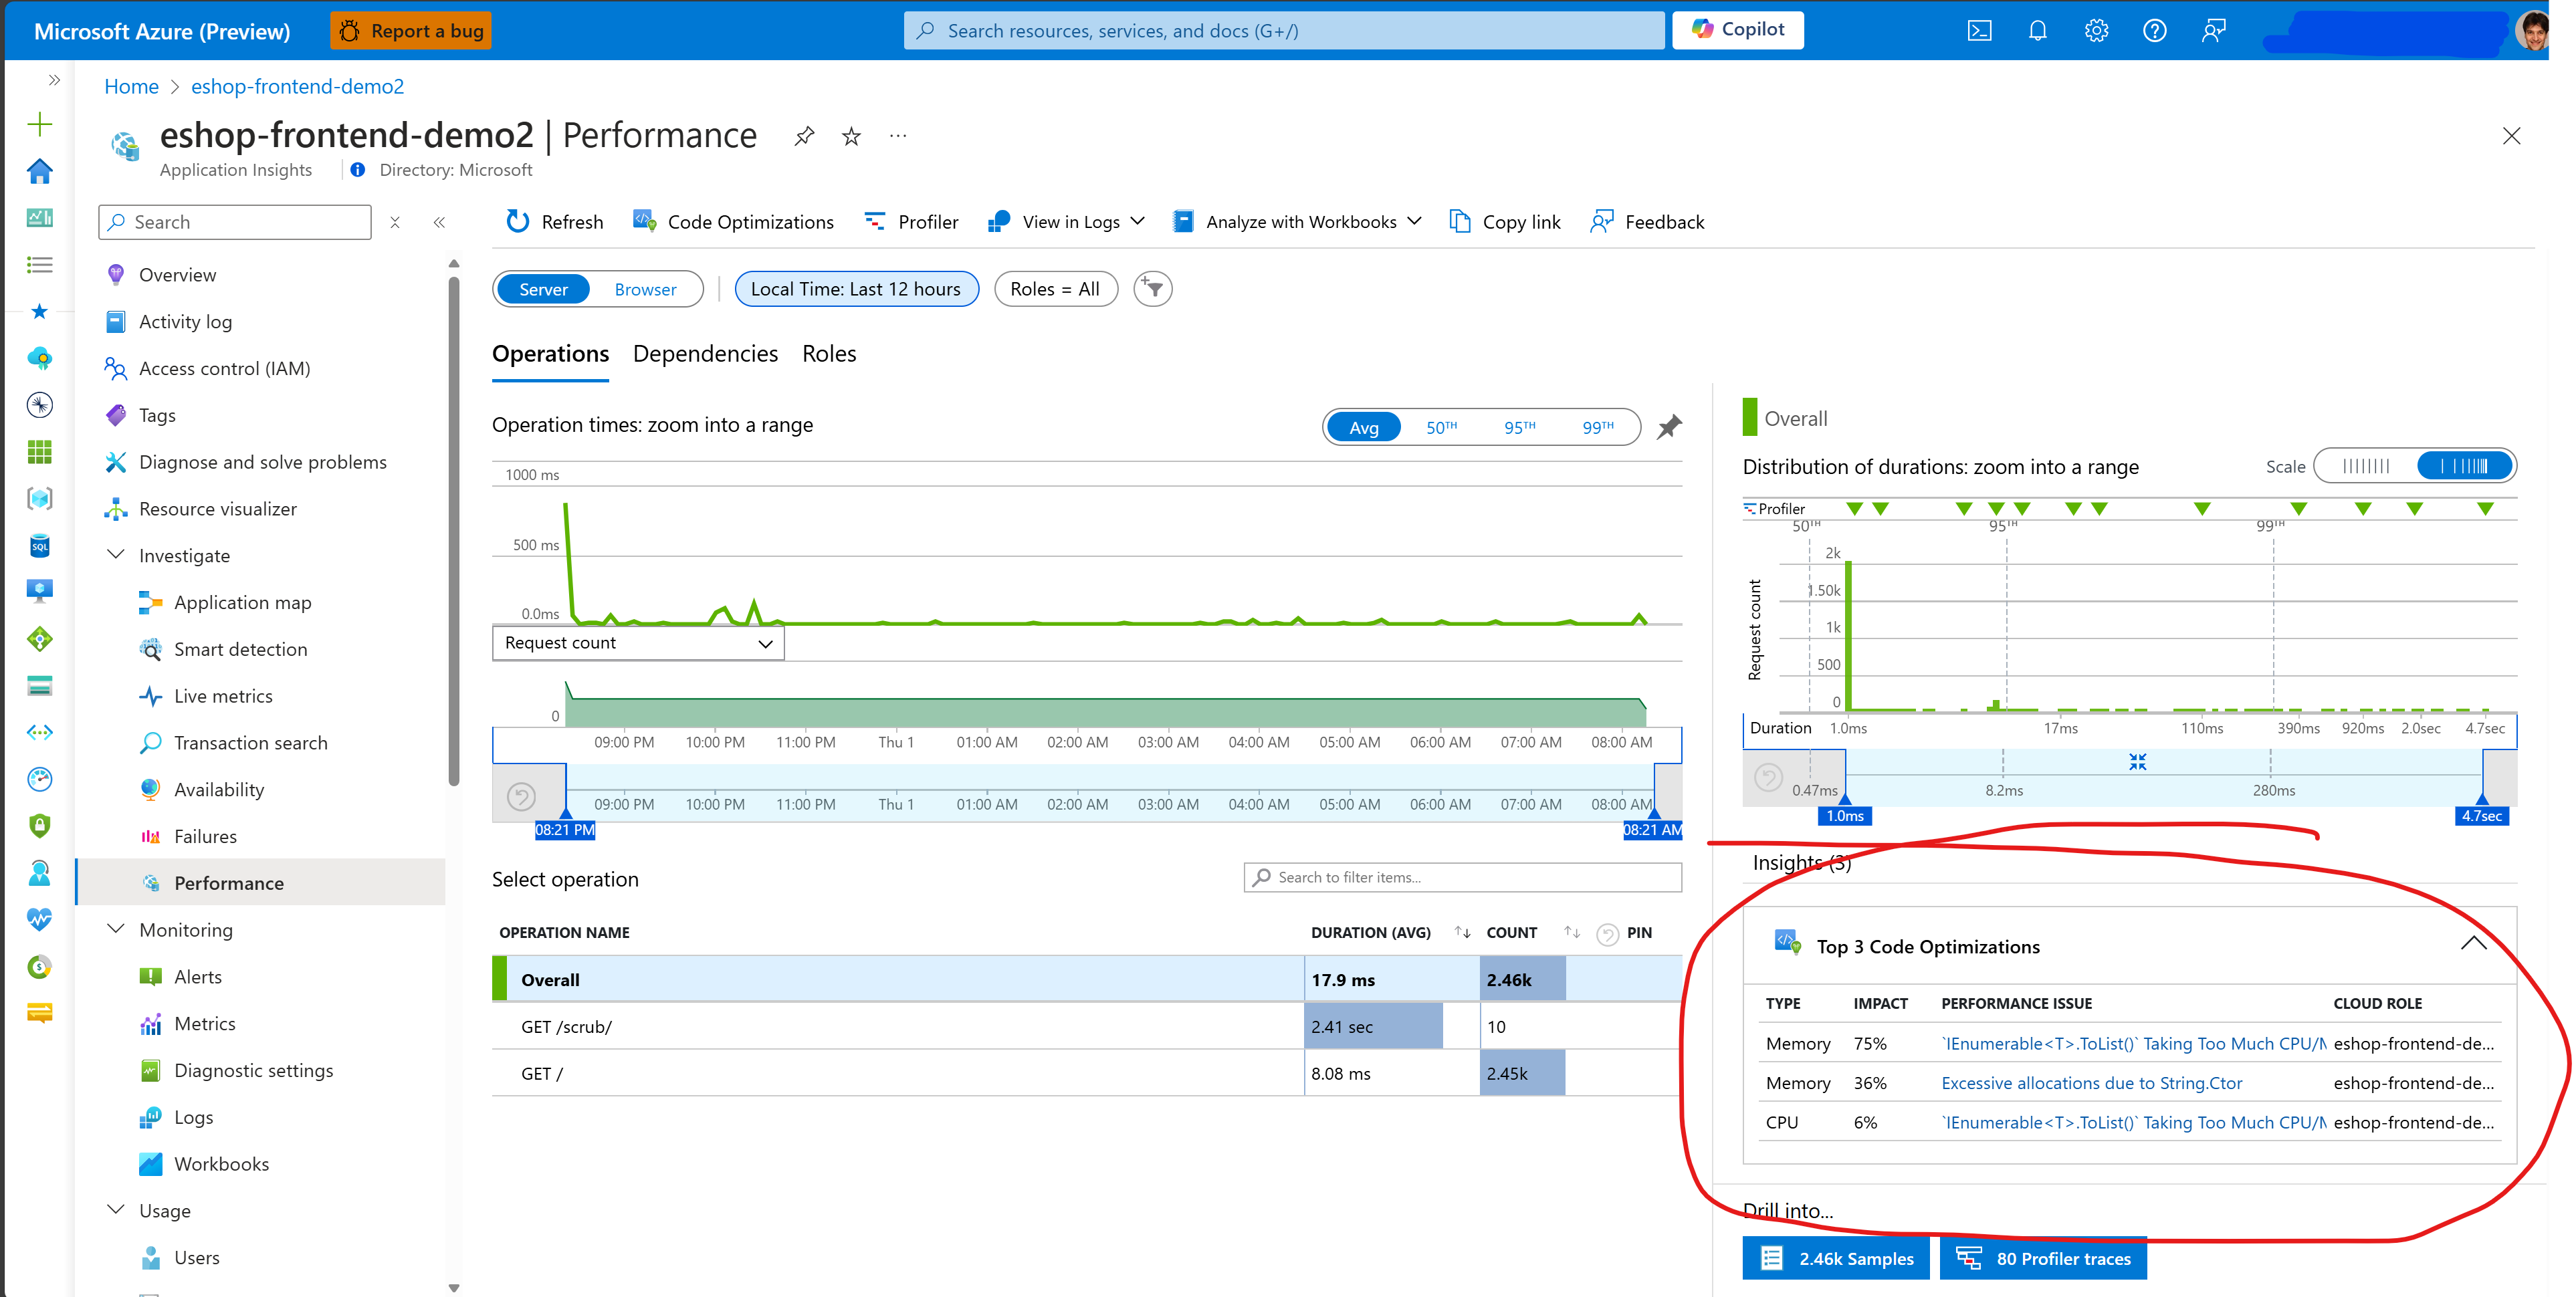 Microsoft Azure (Preview)
Report a bug
Search resources, services, and docs (G+/)
Copilot
Home > eshop-frontend-demo2
eshop-frontend-demo2 | Performance
Application Insights
Directory: Microsoft
Search
Refresh
Code Optimizations
Profiler
View in Logs
Analyze with Workbooks
Copy link
Feedback
Overview
Activity log
Access control (IAM)
Tags
Diagnose and solve problems
Resource visualizer
Investigate
Application map
Smart detection
Live metrics
Transaction search
Availability
Failures
Performance
Monitoring
Alerts
Metrics
Diagnostic settings
Logs
Workbooks
Usage
Users
SQL
Server
Browser
Local Time: Last 12 hours
Roles = All
Operations
Dependencies
Roles
Operation times: zoom into a range
Avg
50TH
95TH
99TH
1000 ms
500 ms
0.0ms
Request count
0
09:00 PM 10:00 PM 11:00 PM Thu 1 01:00 AM 02:00 AM 03:00 AM 04:00 AM 05:00 AM 06:00 AM 07:00 AM 08:00 AM
09:00 PM 10:00 PM 11:00 PM Thu 1 01:00 AM 02:00 AM 03:00 AM 04:00 AM 05:00 AM 06:00 AM 07:00 AM 08:00 AM
08:21 PM
08:21 AM
Select operation
Search to filter items...
OPERATION NAME DURATION (AVG) COUNT PIN
Overall 17.9 ms 2.46k
GET /scrub/ 2.41 sec 10
GET / 8.08 ms 2.45k
Overall
Distribution of durations: zoom into a range
Scale
Profiler
50TH 95TH 99TH
Request count
2k
1.50k
1k
500
0
Duration 1.0ms 17ms 110ms 390ms 920ms 2.0sec 4.7sec
0.47ms 8.2ms 280ms
1.0ms
4.7sec
Insights (3)
Top 3 Code Optimizations
TYPE IMPACT PERFORMANCE ISSUE CLOUD ROLE
Memory 75% `IEnumerable<T>.ToList()` Taking Too Much CPU/M eshop-frontend-de...
Memory 36% Excessive allocations due to String.Ctor eshop-frontend-de...
CPU 6% `IEnumerable<T>.ToList()` Taking Too Much CPU/M eshop-frontend-de...
Drill into...
2.46k Samples
80 Profiler traces